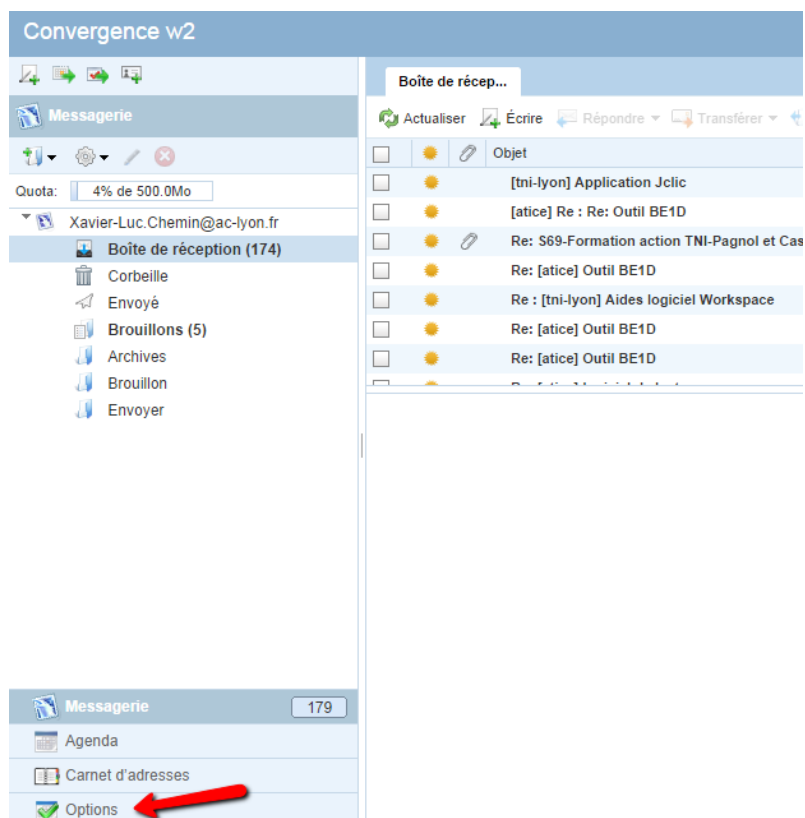 Convergence w2
Messagerie
Quota: 4% de 500.0Mo
Xavier-Luc.Chemin@ac-lyon.fr
Boîte de réception (174)
Corbeille
Envoyé
Brouillons (5)
Archives
Brouillon
Envoyer
Messagerie 179
Agenda
Carnet d'adresses
Options
Boîte de récep...
Actualiser Écrire Répondre Transférer
Objet
[tni-lyon] Application Jclic
[atice] Re : Re: Outil BE1D
Re: S69-Formation action TNI-Pagnol et Cas
Re: [atice] Outil BE1D
Re : [tni-lyon] Aides logiciel Workspace
Re: [atice] Outil BE1D
Re: [atice] Outil BE1D